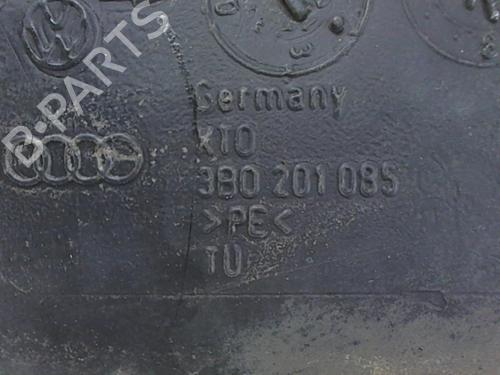 B-PARTS
Germany
XTO
3B0 201 085
>PE<
TU